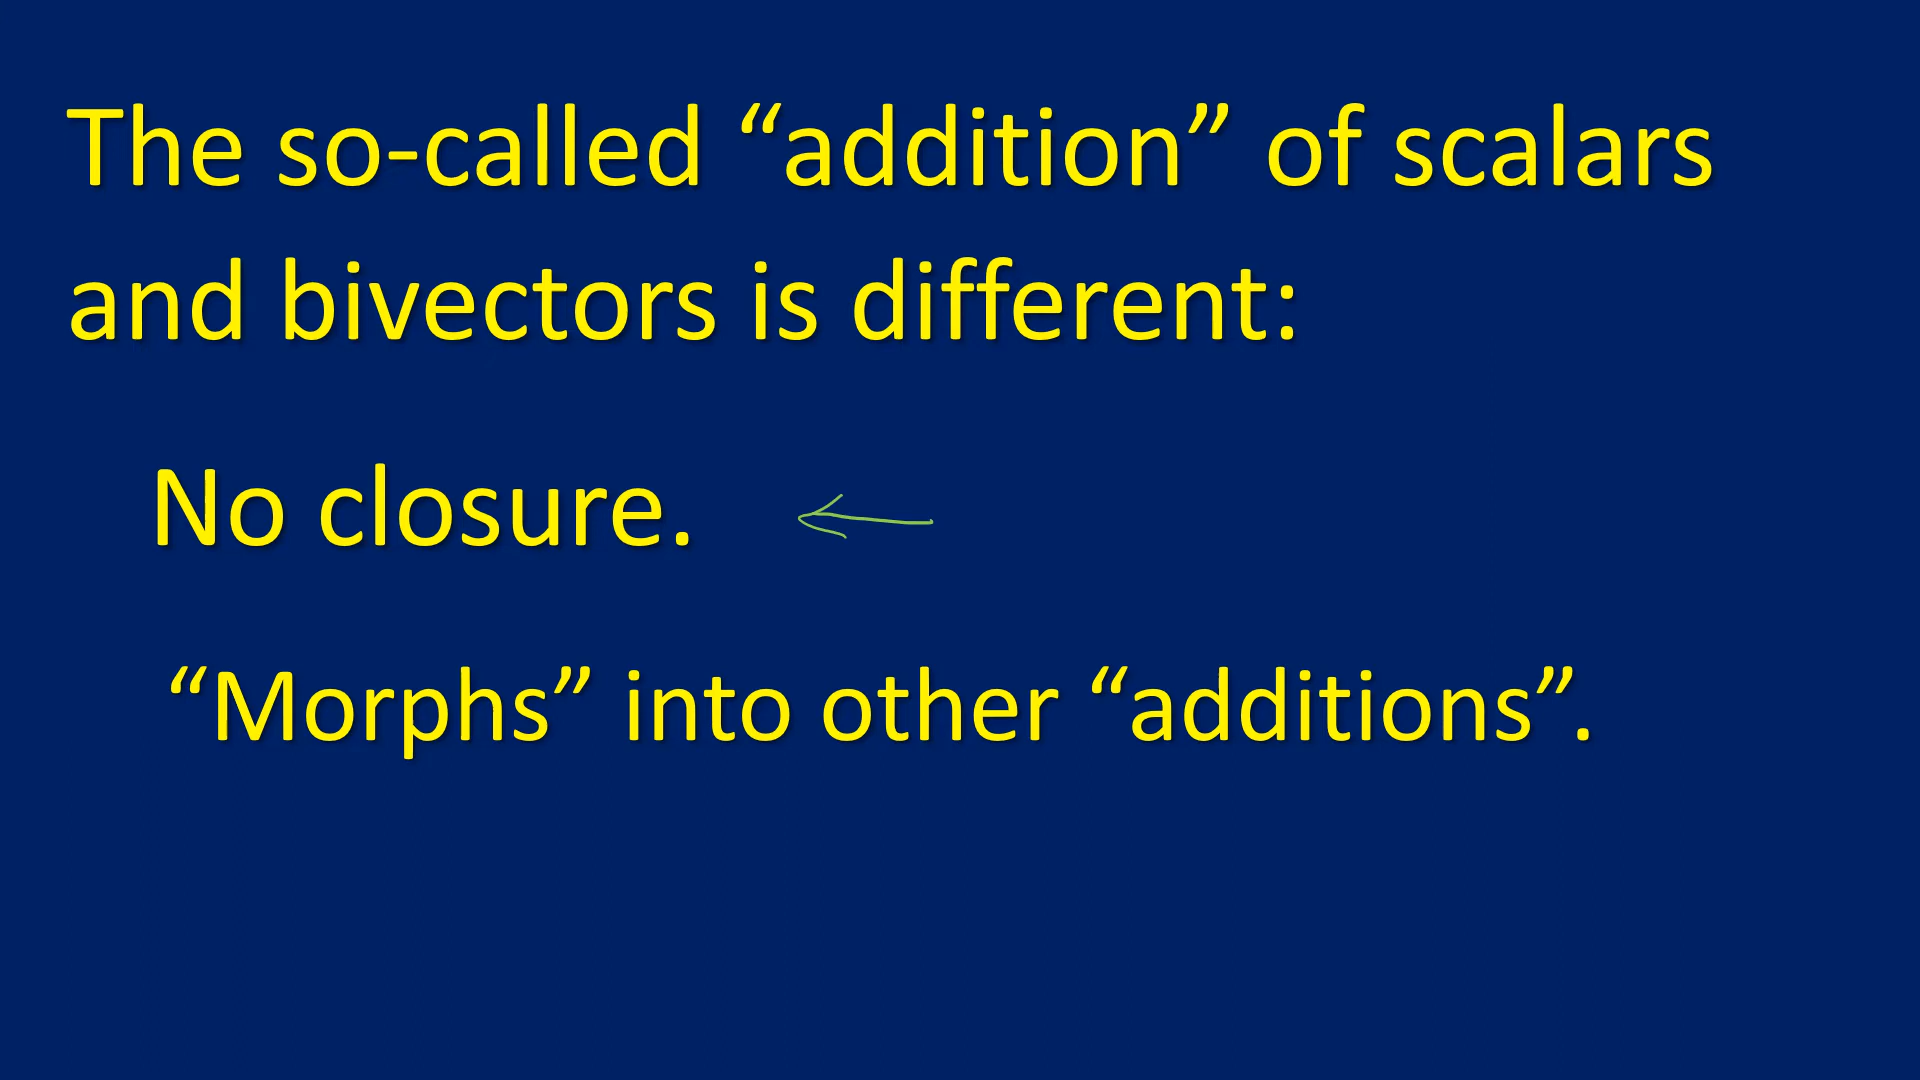 The so-called “addition” of scalars
and bivectors is different:
No closure.
“Morphs” into other “additions”.